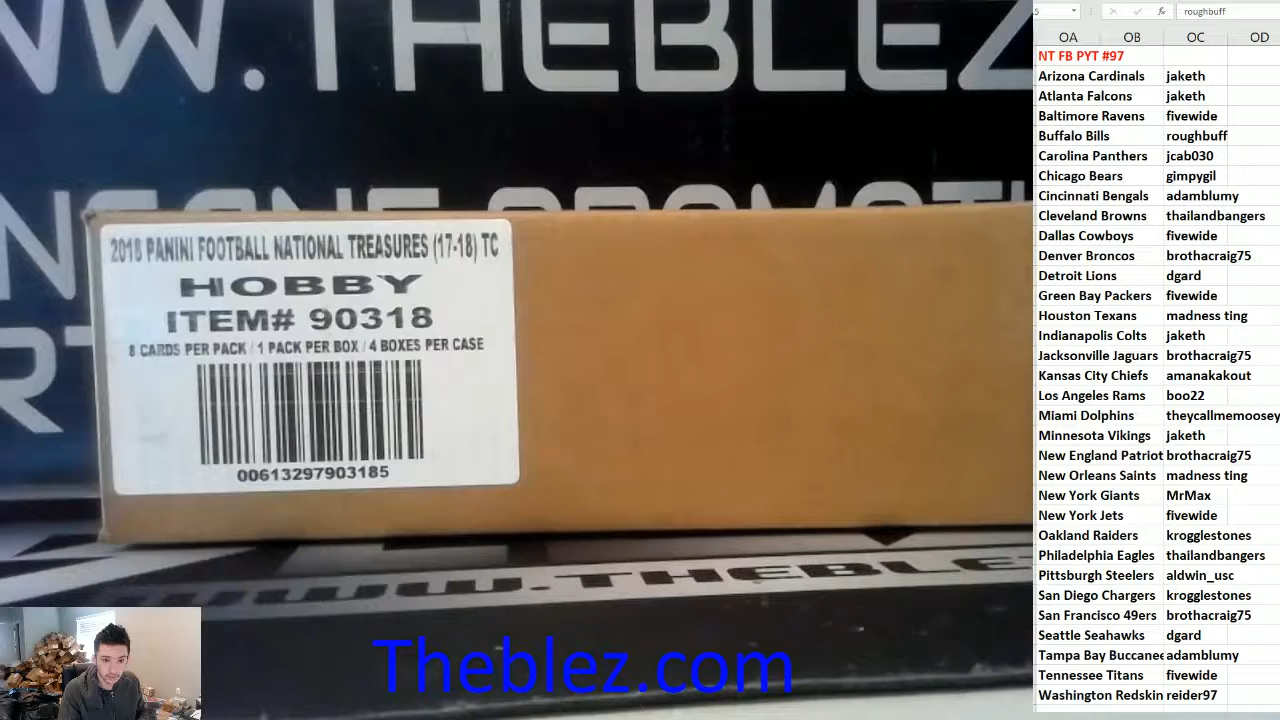 WW.THEBLEZ
2018 PANINI FOOTBALL NATIONAL TREASURES (17-18) TC
HOBBY
ITEM# 90318
8 CARDS PER PACK / 1 PACK PER BOX / 4 BOXES PER CASE
00613297903185
www.THEBLE
Theblez.com
roughbuff
OA OB OC OD
NT FB PYT #97
Arizona Cardinals jaketh
Atlanta Falcons jaketh
Baltimore Ravens fivewide
Buffalo Bills roughbuff
Carolina Panthers jcab030
Chicago Bears gimpygil
Cincinnati Bengals adamblumy
Cleveland Browns thailandbangers
Dallas Cowboys fivewide
Denver Broncos brothacraig75
Detroit Lions dgard
Green Bay Packers fivewide
Houston Texans madness ting
Indianapolis Colts jaketh
Jacksonville Jaguars brothacraig75
Kansas City Chiefs amanakakout
Los Angeles Rams boo22
Miami Dolphins theycallmemoosey
Minnesota Vikings jaketh
New England Patriot brothacraig75
New Orleans Saints madness ting
New York Giants MrMax
New York Jets fivewide
Oakland Raiders krogglestones
Philadelphia Eagles thailandbangers
Pittsburgh Steelers aldwin_usc
San Diego Chargers krogglestones
San Francisco 49ers brothacraig75
Seattle Seahawks dgard
Tampa Bay Buccanee adamblumy
Tennessee Titans fivewide
Washington Redskin reider97